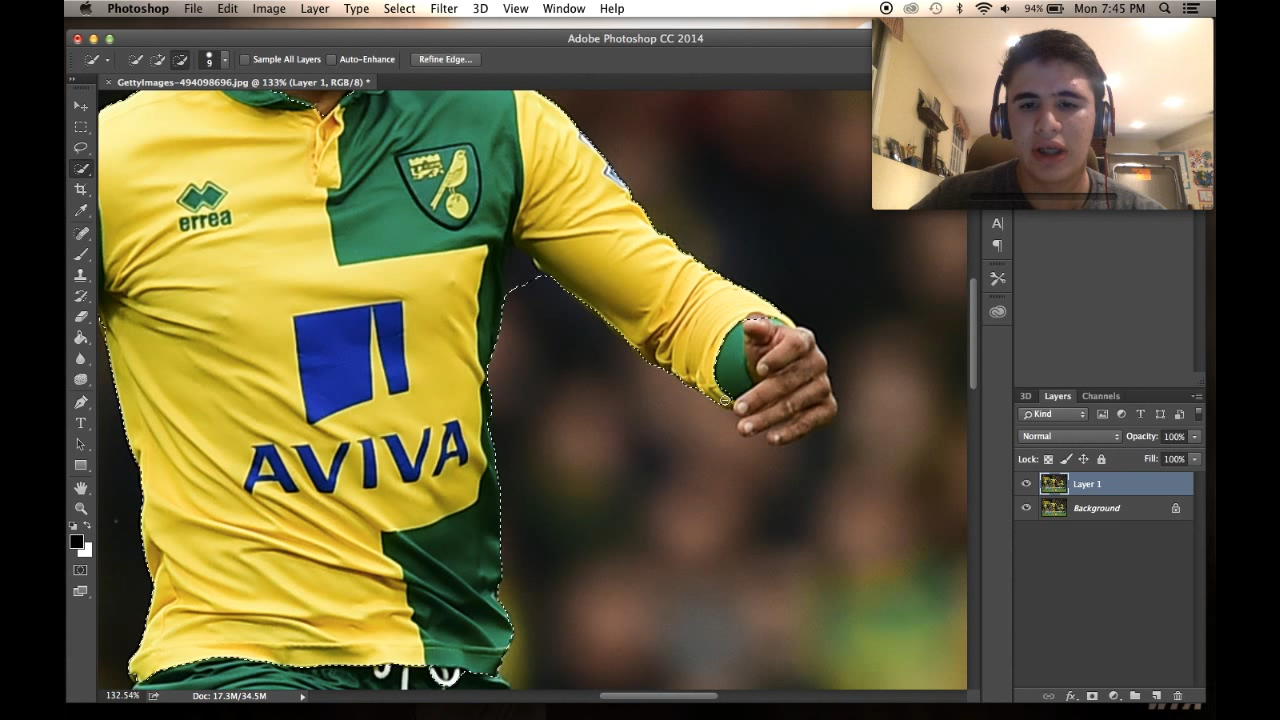 Photoshop File Edit Image Layer Type Select Filter 3D View Window Help 94% Mon 7:45 PM
Adobe Photoshop CC 2014
9 Sample All Layers Auto-Enhance Refine Edge...
× GettyImages-494098696.jpg @ 133% (Layer 1, RGB/8) *
errea
AVIVA
3D Layers Channels
Kind
Normal Opacity: 100%
Lock: Fill: 100%
Layer 1
Background
132.54% Doc: 17.3M/34.5M